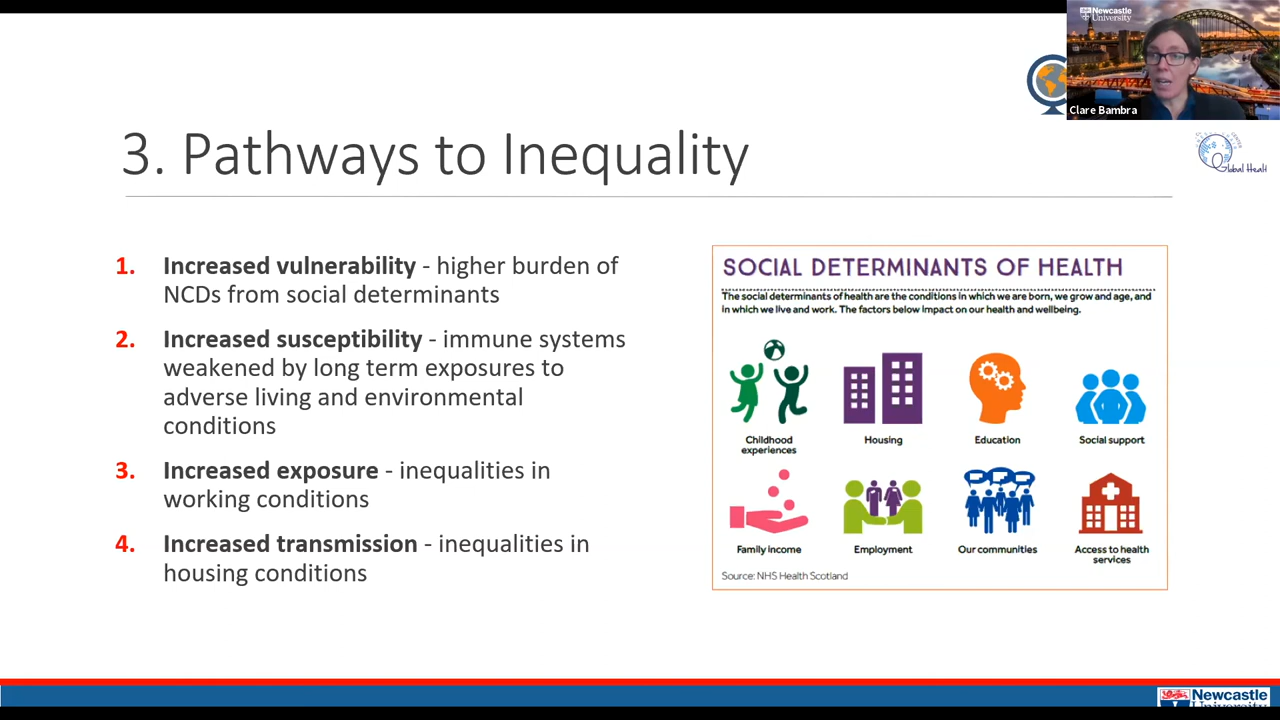 Newcastle
University
Clare Bambra
3. Pathways to Inequality
1. Increased vulnerability - higher burden of
NCDs from social determinants
2. Increased susceptibility - immune systems
weakened by long term exposures to
adverse living and environmental
conditions
3. Increased exposure - inequalities in
working conditions
4. Increased transmission - inequalities in
housing conditions
SOCIAL DETERMINANTS OF HEALTH
The social determinants of health are the conditions in which we are born, we grow and age, and
in which we live and work. The factors below impact on our health and wellbeing.
Childhood
experiences
Housing
Education
Social support
Family income
Employment
Our communities
Access to health
services
Source: NHS Health Scotland
CENTER
Global Healt
Newcastle
University